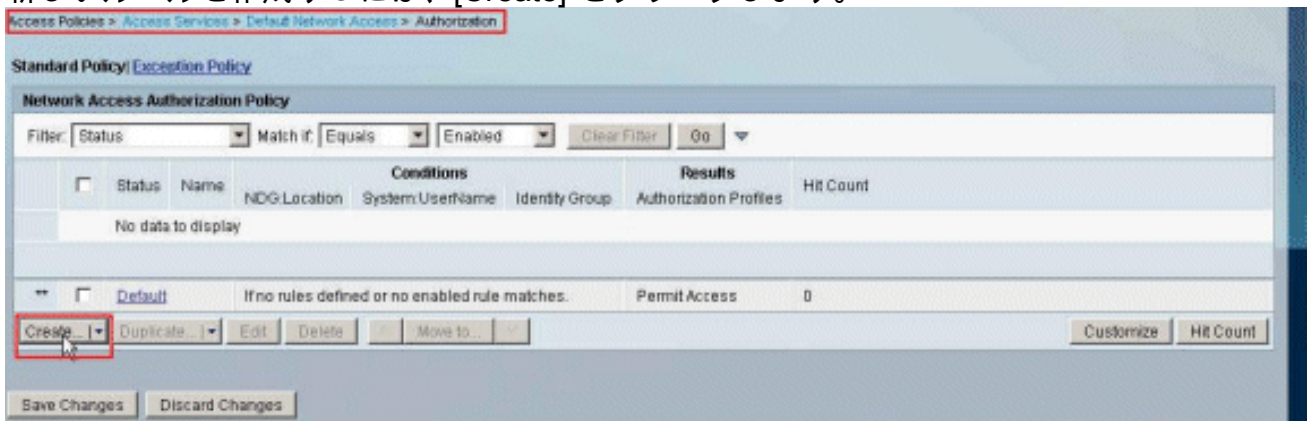 [Create]
Access Policies > Access Services > Default Network Access > Authorization
Standard Policy| Exception Policy
Network Access Authorization Policy
Filter: Status Match if: Equals Enabled Clear Filter Go
Status Name Conditions Results Hit Count
NDG:Location System:UserName Identity Group Authorization Profiles
No data to display
** Default If no rules defined or no enabled rule matches. Permit Access 0
Create... Duplicate... Edit Delete Move to... Customize Hit Count
Save Changes Discard Changes